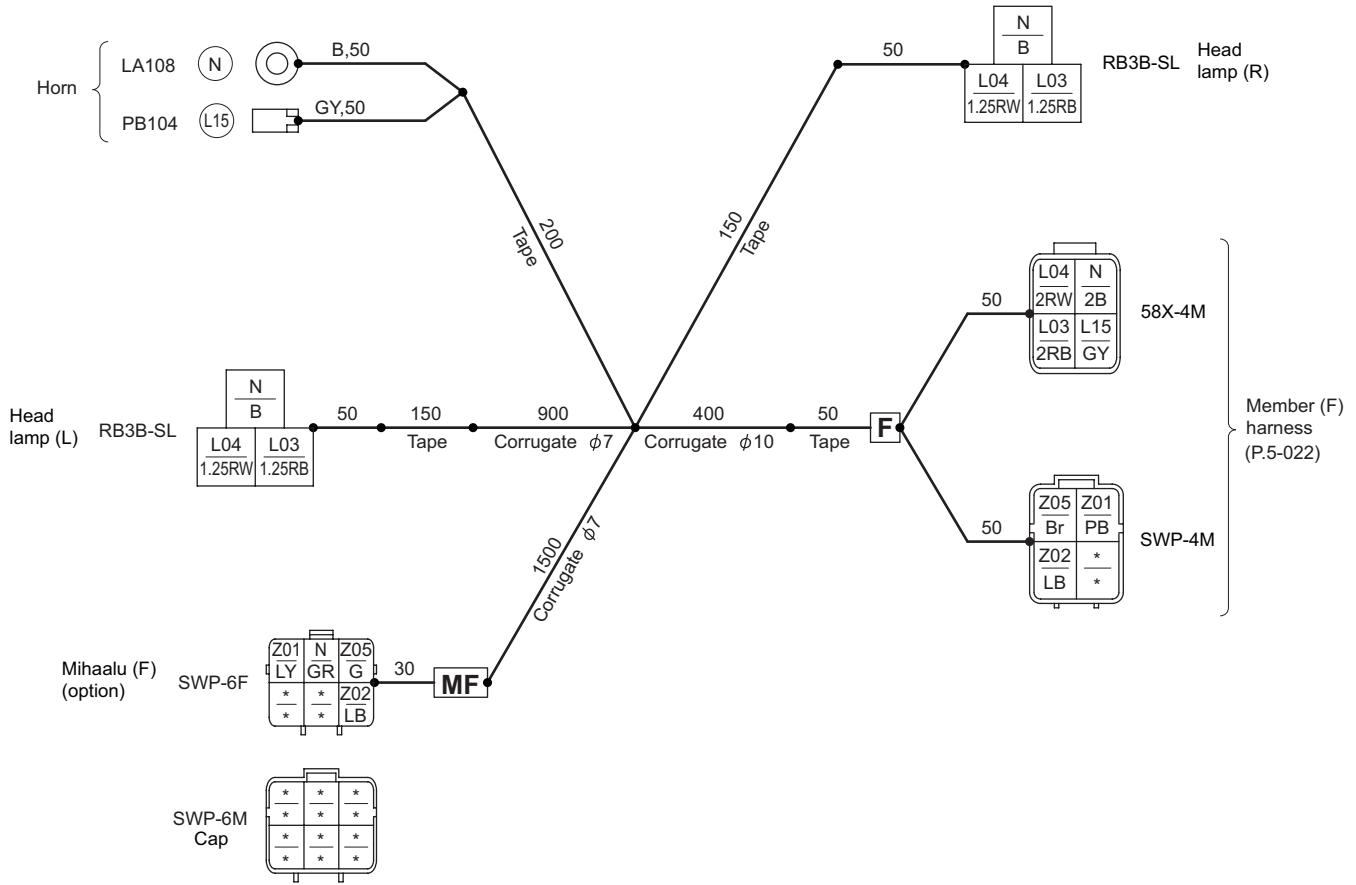 Horn
LA108 N B,50
PB104 L15 GY,50
200
Tape
50
N
B
L04 L03
1.25RW 1.25RB
RB3B-SL
Head
lamp (R)
150
Tape
50
L04 N
2RW 2B
L03 L15
2RB GY
58X-4M
Head
lamp (L)
RB3B-SL
N
B
L04 L03
1.25RW 1.25RB
50 150 900 400 50
Tape Corrugate ϕ7 Corrugate ϕ10 Tape
F
Member (F)
harness
(P.5-022)
50
Z05 Z01
Br PB
Z02 *
LB *
SWP-4M
1500
Corrugate ϕ7
Mihaalu (F)
(option)
SWP-6F
Z01 N Z05
LY GR G
* * Z02
* * LB
30
MF
SWP-6M
Cap
* * *
* * *
* * *
* * *